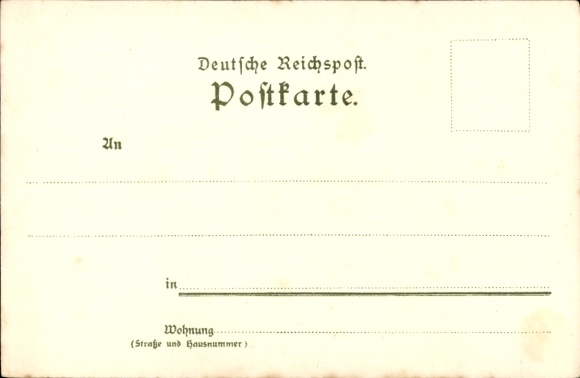 Deutsche Reichspost.
Postkarte.
An
in
Wohnung
(Straße und Hausnummer)